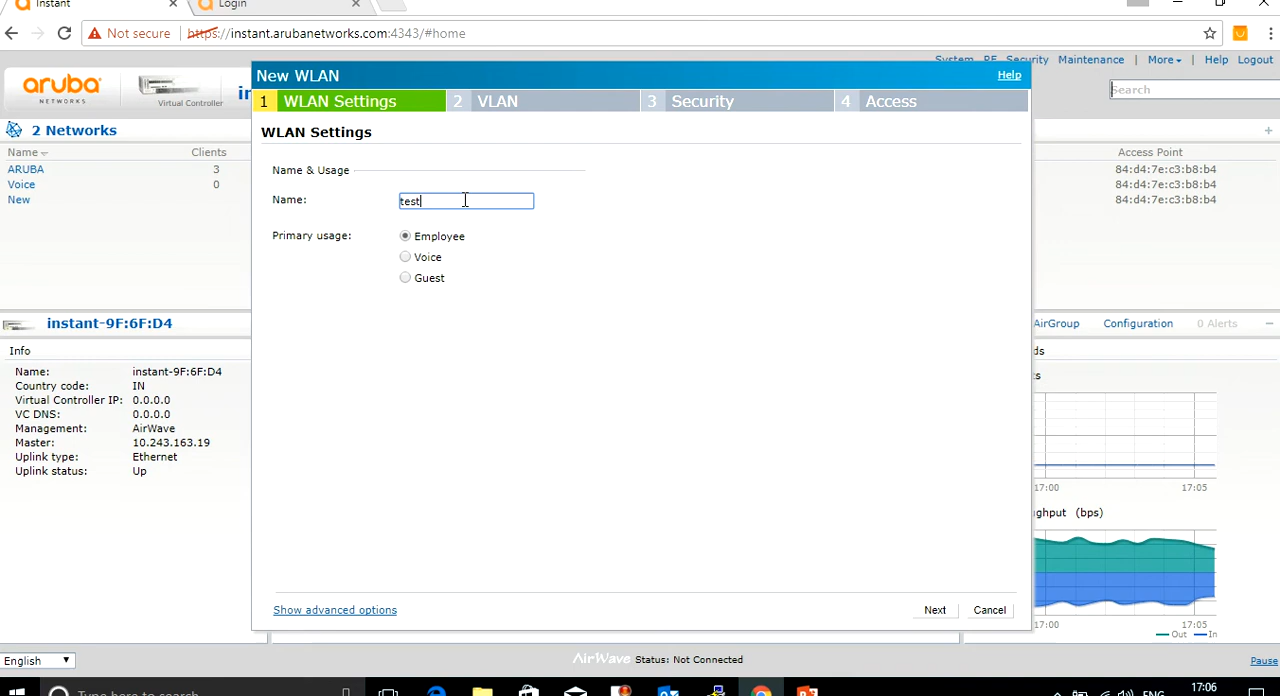 Instant
Login
Not secure
https://instant.arubanetworks.com:4343/#home
System RF Security Maintenance | More | Help Logout
aruba
NETWORKS
Virtual Controller
in
Search
New WLAN
Help
1 WLAN Settings
2 VLAN
3 Security
4 Access
2 Networks
Name
Clients
ARUBA 3
Voice 0
New
WLAN Settings
Name & Usage
Name: test
Primary usage: Employee
Voice
Guest
Access Point
84:d4:7e:c3:b8:b4
84:d4:7e:c3:b8:b4
84:d4:7e:c3:b8:b4
instant-9F:6F:D4
AirGroup Configuration 0 Alerts
Info
Name: instant-9F:6F:D4
Country code: IN
Virtual Controller IP: 0.0.0.0
VC DNS: 0.0.0.0
Management: AirWave
Master: 10.243.163.19
Uplink type: Ethernet
Uplink status: Up
ds
s
17:00 17:05
ghput (bps)
17:00 17:05
Out In
Show advanced options
Next
Cancel
English
AirWave Status: Not Connected
Pause
Type here to search
ENG
17:06